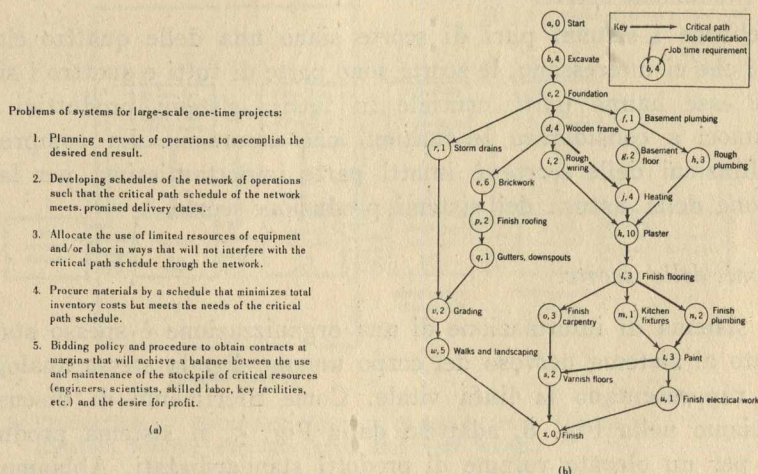 Problems of systems for large-scale one-time projects:
1. Planning a network of operations to accomplish the
desired end result.
2. Developing schedules of the network of operations
such that the critical path schedule of the network
meets. promised delivery dates.
3. Allocate the use of limited resources of equipment
and/or labor in ways that will not interfere with the
critical path schedule through the network.
4. Procure materials by a schedule that minimizes total
inventory costs but meets the needs of the critical
path schedule.
5. Bidding policy and procedure to obtain contracts at
margins that will achieve a balance between the use
and maintenance of the stockpile of critical resources
(engineers, scientists, skilled labor, key facilities,
etc.) and the desire for profit.
(a)
Key
Critical path
Job identification
Job time requirement
b, 4
a, 0 Start
b, 4 Excavate
c, 2 Foundation
d, 4 Wooden frame
f, 1 Basement plumbing
r, 1 Storm drains
i, 2 Rough
wiring
g, 2 Basement
floor
h, 3 Rough
plumbing
e, 6 Brickwork
j, 4 Heating
p, 2 Finish roofing
k, 10 Plaster
q, 1 Gutters, downspouts
l, 3 Finish flooring
v, 2 Grading
o, 3 Finish
carpentry
m, 1 Kitchen
fixtures
n, 2 Finish
plumbing
w, 5 Walks and landscaping
t, 3 Paint
s, 2 Varnish floors
u, 1 Finish electrical work
x, 0 Finish
(b)